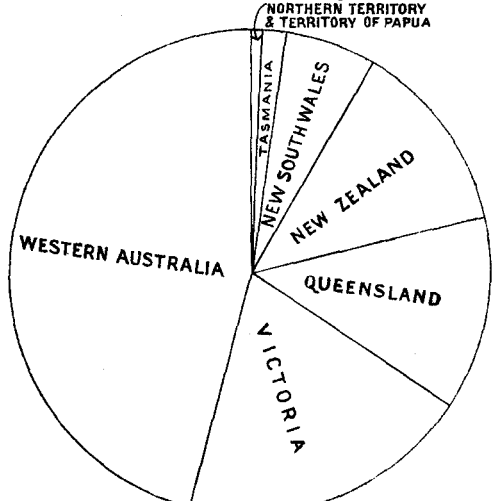 NORTHERN TERRITORY
& TERRITORY OF PAPUA
TASMANIA
NEW SOUTH WALES
NEW ZEALAND
QUEENSLAND
VICTORIA
WESTERN AUSTRALIA